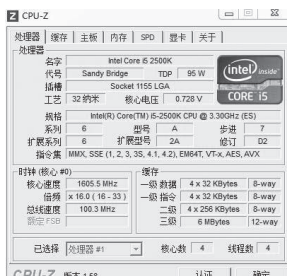 CPU-Z
处理器 缓存 主板 内存 SPD 显卡 关于
处理器
名字 Intel Core i5 2500K
代号 Sandy Bridge TDP 95 W
插槽 Socket 1155 LGA
工艺 32 纳米 核心电压 0.728 V
(intel) inside™
CORE i5
规格 Intel(R) Core(TM) i5-2500K CPU @ 3.30GHz (ES)
系列 6 型号 A 步进 7
扩展系列 6 扩展型号 2A 修订 D2
指令集 MMX, SSE (1, 2, 3, 3S, 4.1, 4.2), EM64T, VT-x, AES, AVX
时钟 (核心 #0)
核心速度 1605.5 MHz
倍频 x 16.0 ( 16 - 33 )
总线速度 100.3 MHz
额定 FSB
缓存
一级 数据 4 x 32 KBytes 8-way
一级 指令 4 x 32 KBytes 8-way
二级 4 x 256 KBytes 8-way
三级 6 MBytes 12-way
已选择 处理器 #1 核心数 4 线程数 4
CPU-Z 版本 1.58 认证 确定